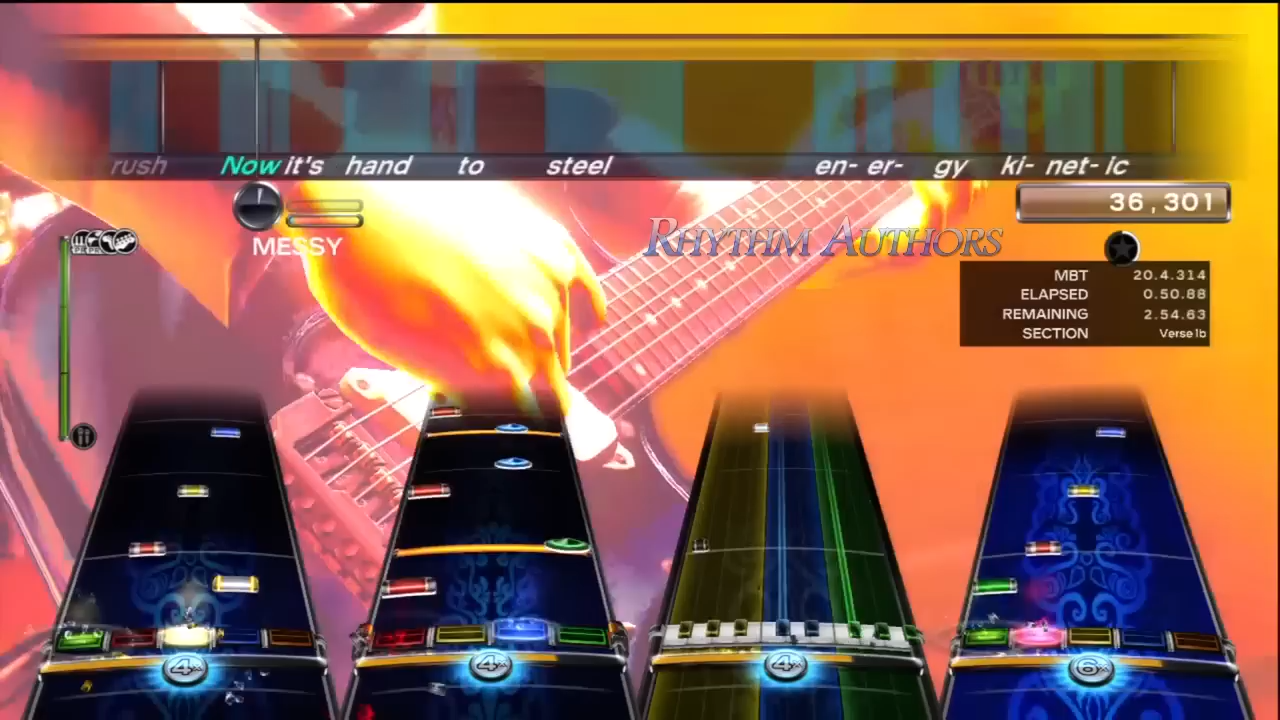 rush Now it's hand to steel en- er- gy ki- net- ic
36,301
MESSY
RHYTHM AUTHORS
MBT 20.4.314
ELAPSED 0.50.88
REMAINING 2.54.63
SECTION Verse 1b
4x 4x 4x 6x